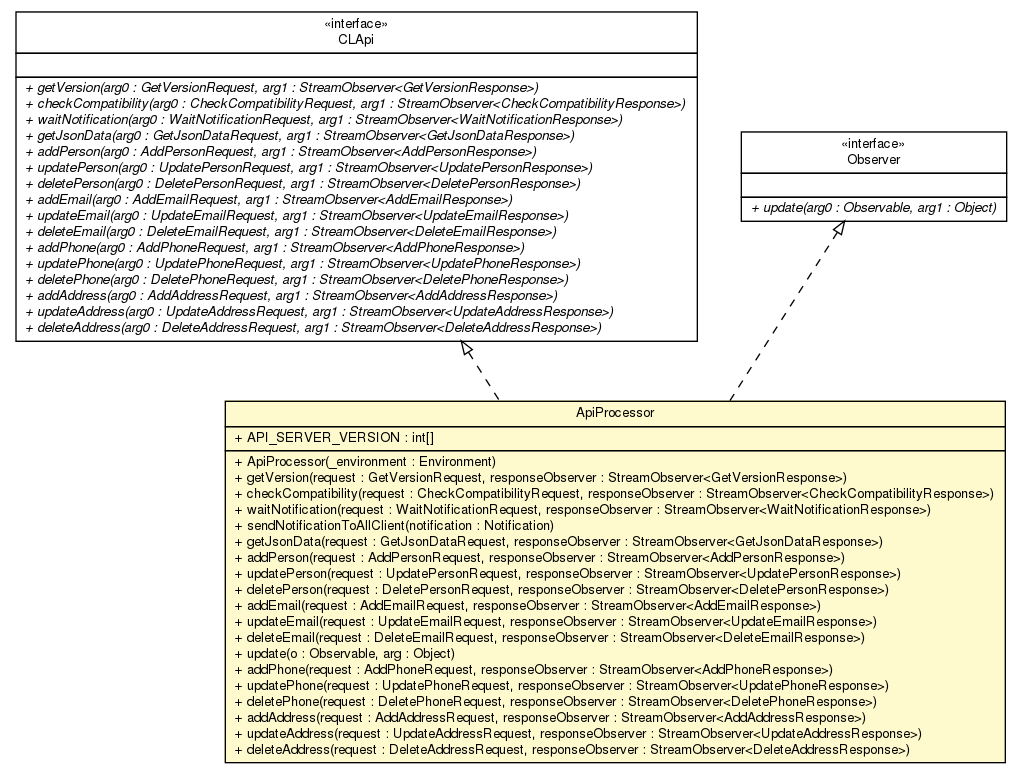 «interface»
CLApi
+ getVersion(arg0 : GetVersionRequest, arg1 : StreamObserver<GetVersionResponse>)
+ checkCompatibility(arg0 : CheckCompatibilityRequest, arg1 : StreamObserver<CheckCompatibilityResponse>)
+ waitNotification(arg0 : WaitNotificationRequest, arg1 : StreamObserver<WaitNotificationResponse>)
+ getJsonData(arg0 : GetJsonDataRequest, arg1 : StreamObserver<GetJsonDataResponse>)
+ addPerson(arg0 : AddPersonRequest, arg1 : StreamObserver<AddPersonResponse>)
+ updatePerson(arg0 : UpdatePersonRequest, arg1 : StreamObserver<UpdatePersonResponse>)
+ deletePerson(arg0 : DeletePersonRequest, arg1 : StreamObserver<DeletePersonResponse>)
+ addEmail(arg0 : AddEmailRequest, arg1 : StreamObserver<AddEmailResponse>)
+ updateEmail(arg0 : UpdateEmailRequest, arg1 : StreamObserver<UpdateEmailResponse>)
+ deleteEmail(arg0 : DeleteEmailRequest, arg1 : StreamObserver<DeleteEmailResponse>)
+ addPhone(arg0 : AddPhoneRequest, arg1 : StreamObserver<AddPhoneResponse>)
+ updatePhone(arg0 : UpdatePhoneRequest, arg1 : StreamObserver<UpdatePhoneResponse>)
+ deletePhone(arg0 : DeletePhoneRequest, arg1 : StreamObserver<DeletePhoneResponse>)
+ addAddress(arg0 : AddAddressRequest, arg1 : StreamObserver<AddAddressResponse>)
+ updateAddress(arg0 : UpdateAddressRequest, arg1 : StreamObserver<UpdateAddressResponse>)
+ deleteAddress(arg0 : DeleteAddressRequest, arg1 : StreamObserver<DeleteAddressResponse>)
«interface»
Observer
+ update(arg0 : Observable, arg1 : Object)
ApiProcessor
+ API_SERVER_VERSION : int[]
+ ApiProcessor(_environment : Environment)
+ getVersion(request : GetVersionRequest, responseObserver : StreamObserver<GetVersionResponse>)
+ checkCompatibility(request : CheckCompatibilityRequest, responseObserver : StreamObserver<CheckCompatibilityResponse>)
+ waitNotification(request : WaitNotificationRequest, responseObserver : StreamObserver<WaitNotificationResponse>)
+ sendNotificationToAllClient(notification : Notification)
+ getJsonData(request : GetJsonDataRequest, responseObserver : StreamObserver<GetJsonDataResponse>)
+ addPerson(request : AddPersonRequest, responseObserver : StreamObserver<AddPersonResponse>)
+ updatePerson(request : UpdatePersonRequest, responseObserver : StreamObserver<UpdatePersonResponse>)
+ deletePerson(request : DeletePersonRequest, responseObserver : StreamObserver<DeletePersonResponse>)
+ addEmail(request : AddEmailRequest, responseObserver : StreamObserver<AddEmailResponse>)
+ updateEmail(request : UpdateEmailRequest, responseObserver : StreamObserver<UpdateEmailResponse>)
+ deleteEmail(request : DeleteEmailRequest, responseObserver : StreamObserver<DeleteEmailResponse>)
+ update(o : Observable, arg : Object)
+ addPhone(request : AddPhoneRequest, responseObserver : StreamObserver<AddPhoneResponse>)
+ updatePhone(request : UpdatePhoneRequest, responseObserver : StreamObserver<UpdatePhoneResponse>)
+ deletePhone(request : DeletePhoneRequest, responseObserver : StreamObserver<DeletePhoneResponse>)
+ addAddress(request : AddAddressRequest, responseObserver : StreamObserver<AddAddressResponse>)
+ updateAddress(request : UpdateAddressRequest, responseObserver : StreamObserver<UpdateAddressResponse>)
+ deleteAddress(request : DeleteAddressRequest, responseObserver : StreamObserver<DeleteAddressResponse>)